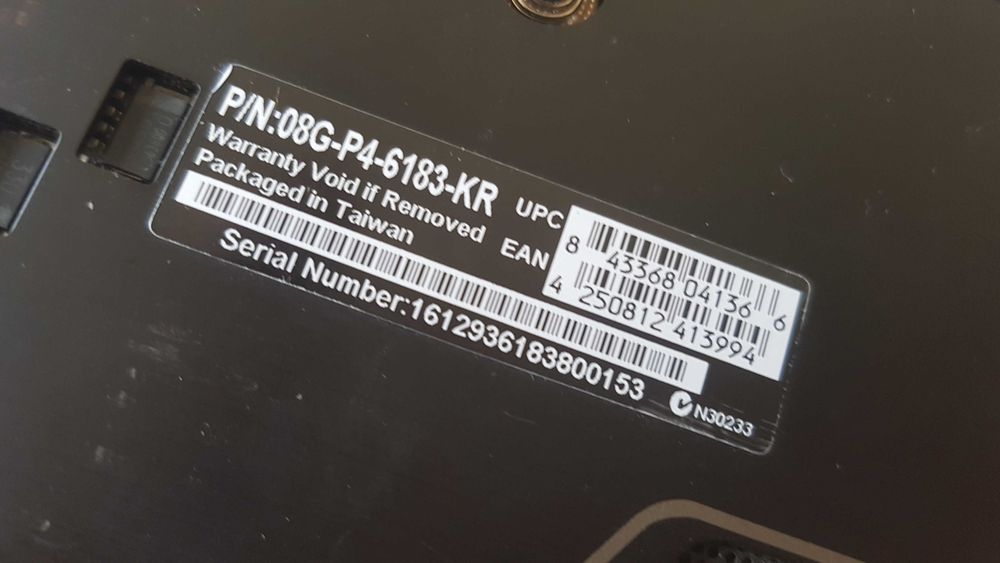 P/N:08G-P4-6183-KR
Warranty Void if Removed
Packaged in Taiwan
UPC
8 43368 04136 6
EAN
4 250812 413994
Serial Number:1612936183800153
N30233